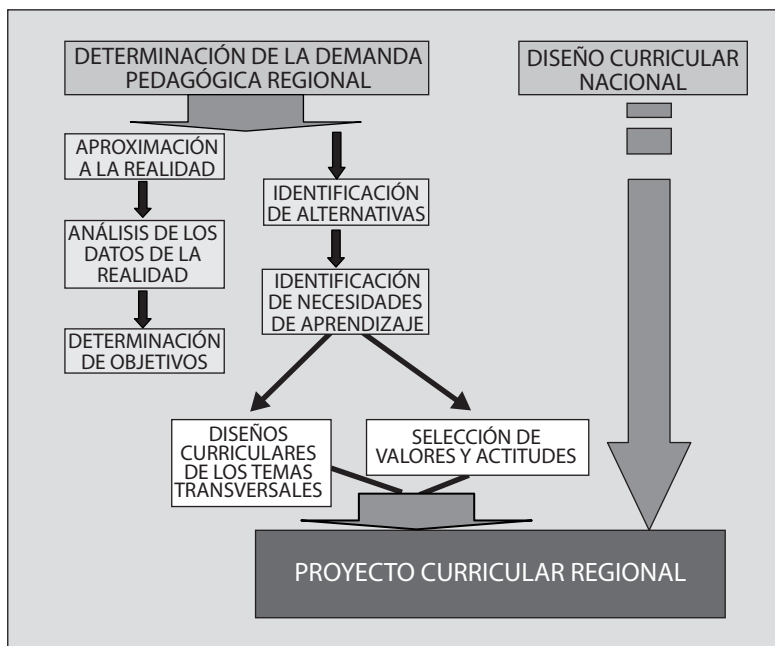 DETERMINACIÓN DE LA DEMANDA
PEDAGÓGICA REGIONAL
DISEÑO CURRICULAR
NACIONAL
APROXIMACIÓN
A LA REALIDAD
IDENTIFICACIÓN
DE ALTERNATIVAS
ANÁLISIS DE LOS
DATOS DE LA
REALIDAD
IDENTIFICACIÓN
DE NECESIDADES
DE APRENDIZAJE
DETERMINACIÓN
DE OBJETIVOS
DISEÑOS
CURRICULARES
DE LOS TEMAS
TRANSVERSALES
SELECCIÓN DE
VALORES Y ACTITUDES
PROYECTO CURRICULAR REGIONAL